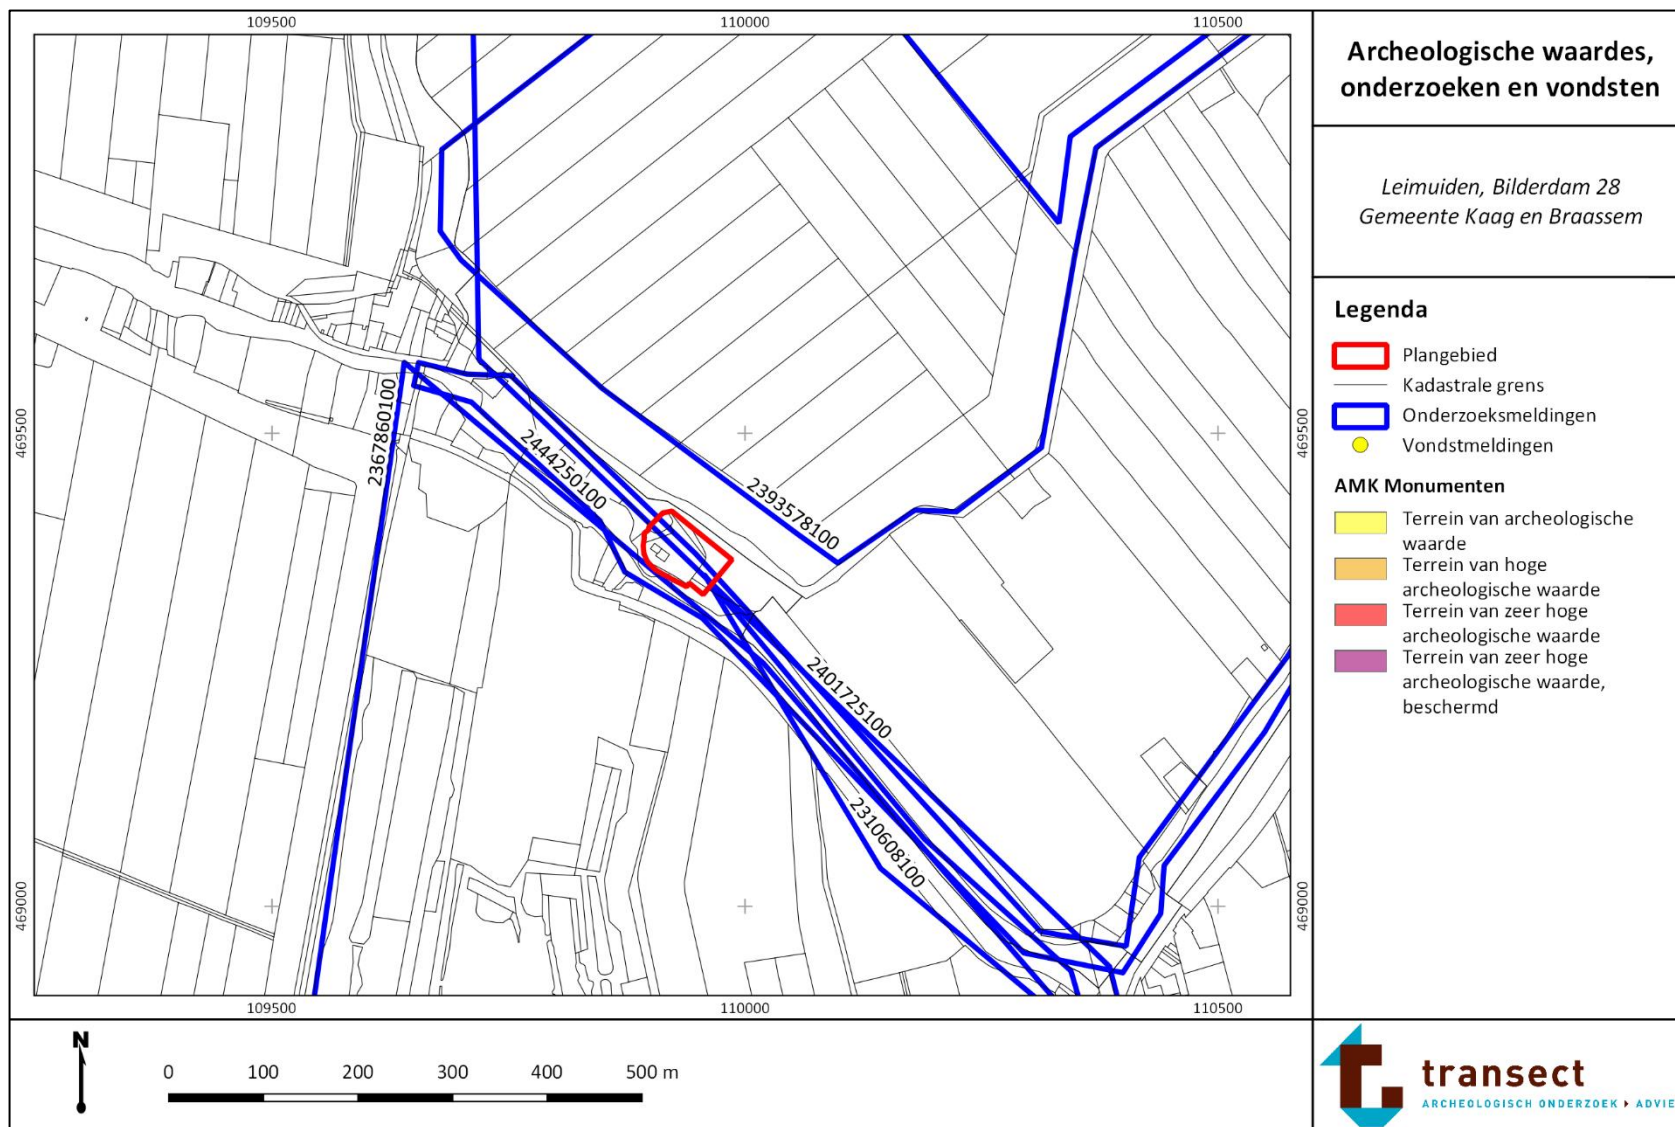 109500
110000
110500
469500
469000
469500
469000
2367860100
2444250100
2393578100
2401725100
2310608100
109500
110000
110500
Archeologische waardes,
onderzoeken en vondsten
Leimuiden, Bilderdam 28
Gemeente Kaag en Braassem
Legenda
Plangebied
Kadastrale grens
Onderzoeksmeldingen
Vondstmeldingen
AMK Monumenten
Terrein van archeologische
waarde
Terrein van hoge
archeologische waarde
Terrein van zeer hoge
archeologische waarde
Terrein van zeer hoge
archeologische waarde,
beschermd
N
0 100 200 300 400 500 m
transect
ARCHEOLOGISCH ONDERZOEK ▸ ADVIE